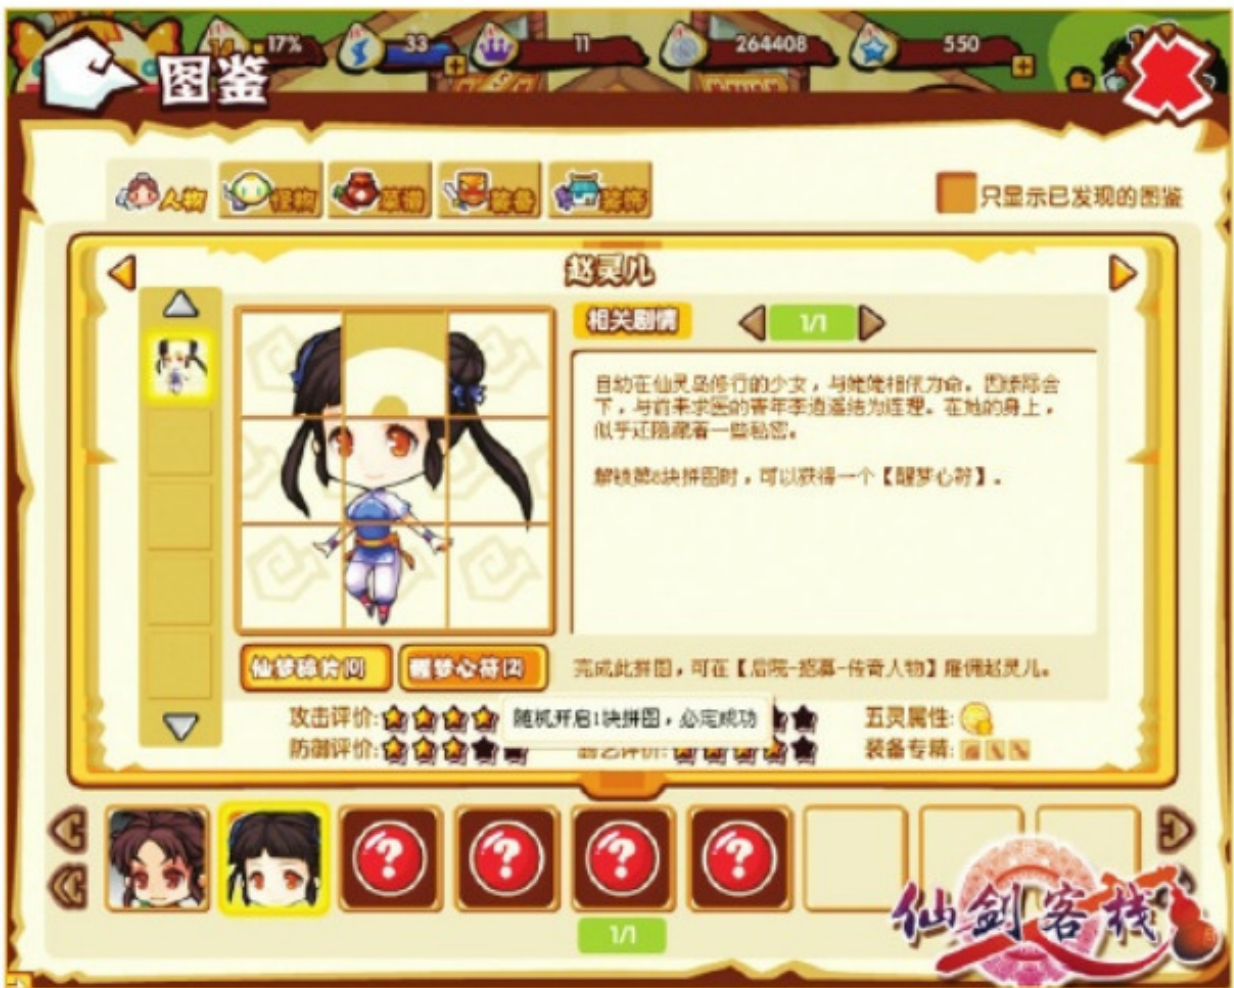 17%
33
11
264408
550
图鉴
人物
怪物
菜谱
装备
装饰
只显示已发现的图鉴
赵灵儿
相关剧情
1/1
自幼在仙灵岛修行的少女，与姥姥相依为命。因缘际会
下，与前来求医的青年李逍遥结为连理。在她的身上，
似乎还隐藏着一些秘密。
解锁第8块拼图时，可以获得一个【醒梦心符】。
仙梦碎片(0)
醒梦心符(2)
完成此拼图，可在【后院-招募-传奇人物】雇佣赵灵儿。
攻击评价:
随机开启1块拼图，必定成功
五灵属性:
防御评价:
装备专精:
? ? ? ?
1/1
仙剑客栈